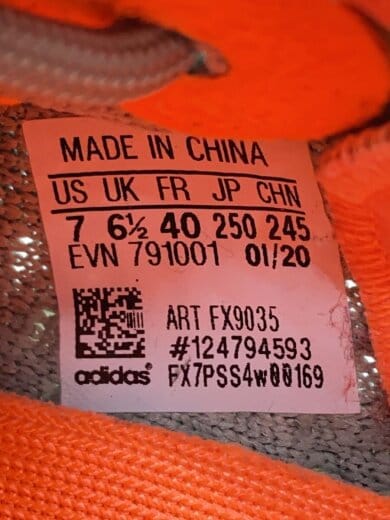 MADE IN CHINA
US UK FR JP CHN
7 6½ 40 250 245
EVN 791001 01/20
ART FX9035
#124794593
adidas FX7PSS4w00169